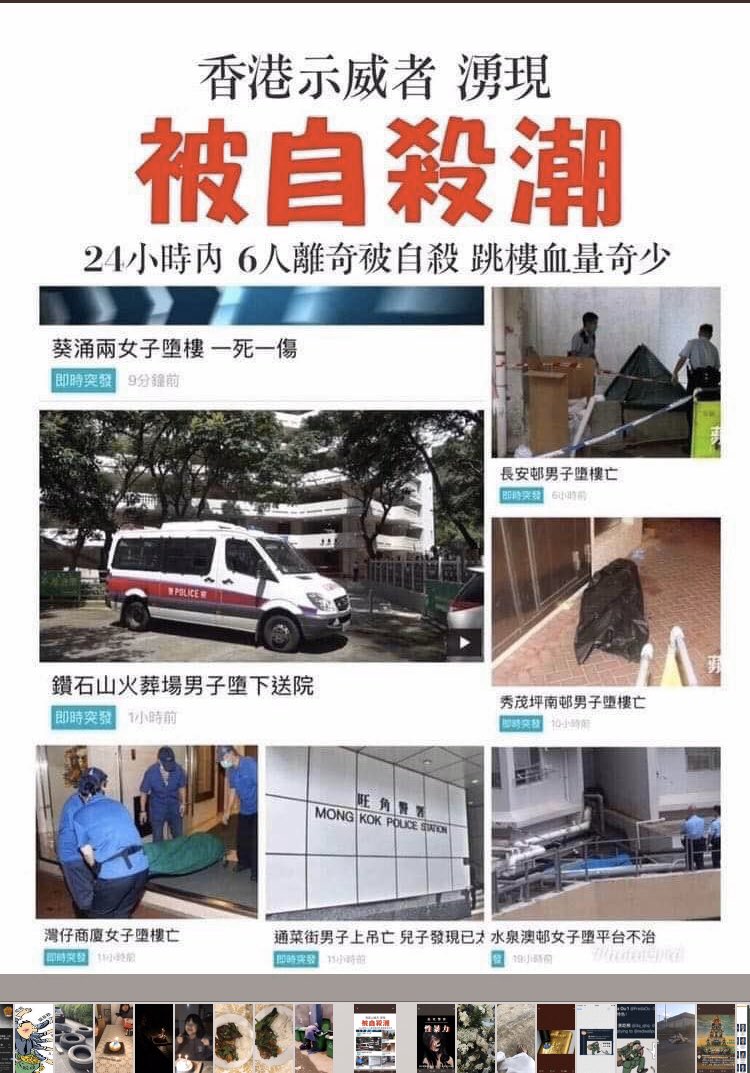 香港示威者 湧現
被自殺潮
24小時內 6人離奇被自殺 跳樓血量奇少
葵涌兩女子墮樓 一死一傷
即時突發 9分鐘前
長安邨男子墮樓亡
即時突發 6小時前
警 POLICE 察
鑽石山火葬場男子墮下送院
即時突發 1小時前
秀茂坪南邨男子墮樓亡
即時突發 10小時前
旺角警署
MONG KOK POLICE STATION
灣仔商廈女子墮樓亡
即時突發 11小時前
通菜街男子上吊亡 兒子發現已
即時突發 11小時前
水泉澳邨女子墮平台不治
發 19小時前
被自殺潮
性暴力